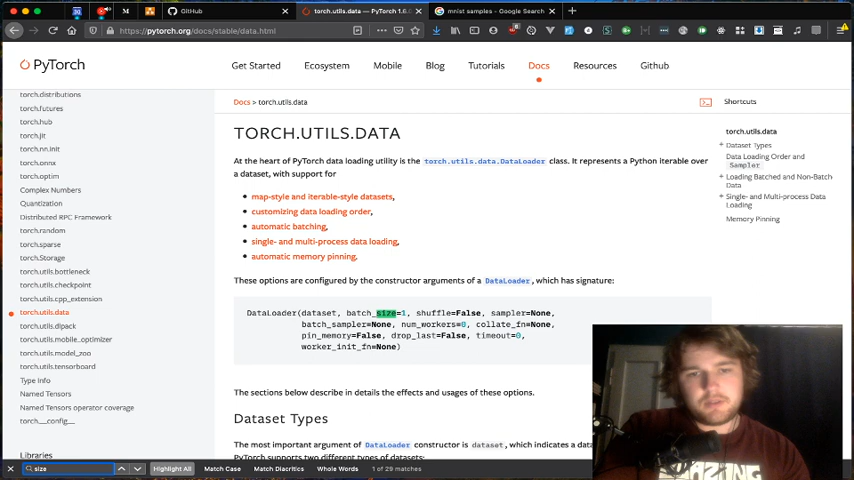 GitHub
torch.utils.data — PyTorch 1.6.
mnist samples - Google Search
https://pytorch.org/docs/stable/data.html
PyTorch
Get Started
Ecosystem
Mobile
Blog
Tutorials
Docs
Resources
Github
torch.distributions
torch.futures
torch.hub
torch.jit
torch.nn.init
torch.onnx
torch.optim
Complex Numbers
Quantization
Distributed RPC Framework
torch.random
torch.sparse
torch.Storage
torch.utils.bottleneck
torch.utils.checkpoint
torch.utils.cpp_extension
torch.utils.data
torch.utils.dlpack
torch.utils.mobile_optimizer
torch.utils.model_zoo
torch.utils.tensorboard
Type Info
Named Tensors
Named Tensors operator coverage
torch.__config__
Libraries
Docs > torch.utils.data
TORCH.UTILS.DATA
At the heart of PyTorch data loading utility is the torch.utils.data.DataLoader class. It represents a Python iterable over
a dataset, with support for
map-style and iterable-style datasets,
customizing data loading order,
automatic batching,
single- and multi-process data loading,
automatic memory pinning.
These options are configured by the constructor arguments of a DataLoader, which has signature:
DataLoader(dataset, batch_size=1, shuffle=False, sampler=None,
batch_sampler=None, num_workers=0, collate_fn=None,
pin_memory=False, drop_last=False, timeout=0,
worker_init_fn=None)
The sections below describe in details the effects and usages of these options.
Dataset Types
The most important argument of DataLoader constructor is dataset, which indicates a
PyTorch supports two different types of datasets:
Shortcuts
torch.utils.data
+ Dataset Types
Data Loading Order and
Sampler
+ Loading Batched and Non-Batch
Data
+ Single- and Multi-process Data
Loading
Memory Pinning
size
Highlight All
Match Case
Match Diacritics
Whole Words
1 of 29 matches